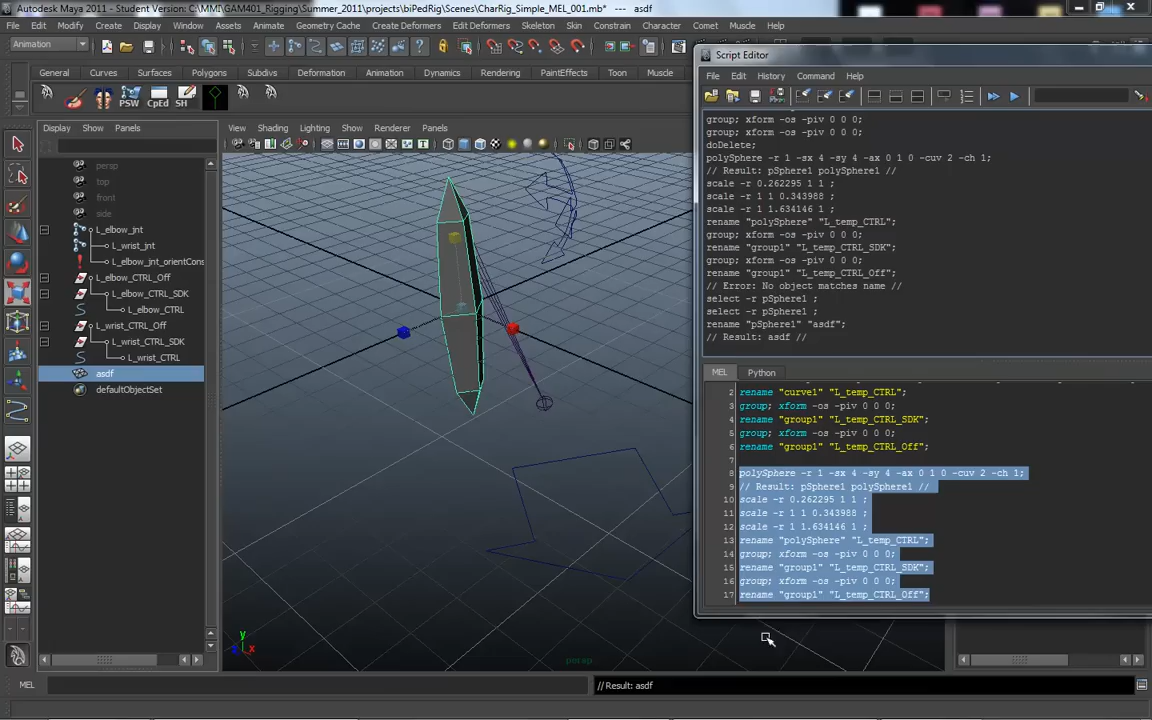 Autodesk Maya 2011 - Student Version: C:\MMI\GAM401_Rigging\Summer_2011\projects\biPedRig\Scenes\CharRig_Simple_MEL_001.mb* --- asdf
File Edit Modify Create Display Window Assets Animate Geometry Cache Create Deformers Edit Deformers Skeleton Skin Constrain Character Comet Muscle
Animation
General Curves Surfaces Polygons Subdivs Deformation Animation Dynamics Rendering PaintEffects Toon Muscle
PSW CpEd SH
Display Show Panels
View Shading Lighting Show Renderer Panels
persp
top
front
side
L_elbow_jnt
L_wrist_jnt
L_elbow_jnt_orientCons
L_elbow_CTRL_Off
L_elbow_CTRL_SDK
L_elbow_CTRL
L_wrist_CTRL_Off
L_wrist_CTRL_SDK
L_wrist_CTRL
asdf
defaultObjectSet
y
z x
persp
Script Editor
File Edit History Command Help
group; xform -os -piv 0 0 0;
group; xform -os -piv 0 0 0;
doDelete;
polySphere -r 1 -sx 4 -sy 4 -ax 0 1 0 -cuv 2 -ch 1;
// Result: pSphere1 polySphere1 //
scale -r 0.262295 1 1 ;
scale -r 1 1 0.343988 ;
scale -r 1 1.634146 1 ;
rename "polySphere" "L_temp_CTRL";
group; xform -os -piv 0 0 0;
rename "group1" "L_temp_CTRL_SDK";
group; xform -os -piv 0 0 0;
rename "group1" "L_temp_CTRL_Off";
// Error: No object matches name //
select -r pSphere1 ;
select -r pSphere1 ;
rename "pSphere1" "asdf";
// Result: asdf //
MEL Python
2 rename "curve1" "L_temp_CTRL";
3 group; xform -os -piv 0 0 0;
4 rename "group1" "L_temp_CTRL_SDK";
5 group; xform -os -piv 0 0 0;
6 rename "group1" "L_temp_CTRL_Off";
7
8 polySphere -r 1 -sx 4 -sy 4 -ax 0 1 0 -cuv 2 -ch 1;
9 // Result: pSphere1 polySphere1 //
10 scale -r 0.262295 1 1 ;
11 scale -r 1 1 0.343988 ;
12 scale -r 1 1.634146 1 ;
13 rename "polySphere" "L_temp_CTRL";
14 group; xform -os -piv 0 0 0;
15 rename "group1" "L_temp_CTRL_SDK";
16 group; xform -os -piv 0 0 0;
17 rename "group1" "L_temp_CTRL_Off";
MEL
// Result: asdf